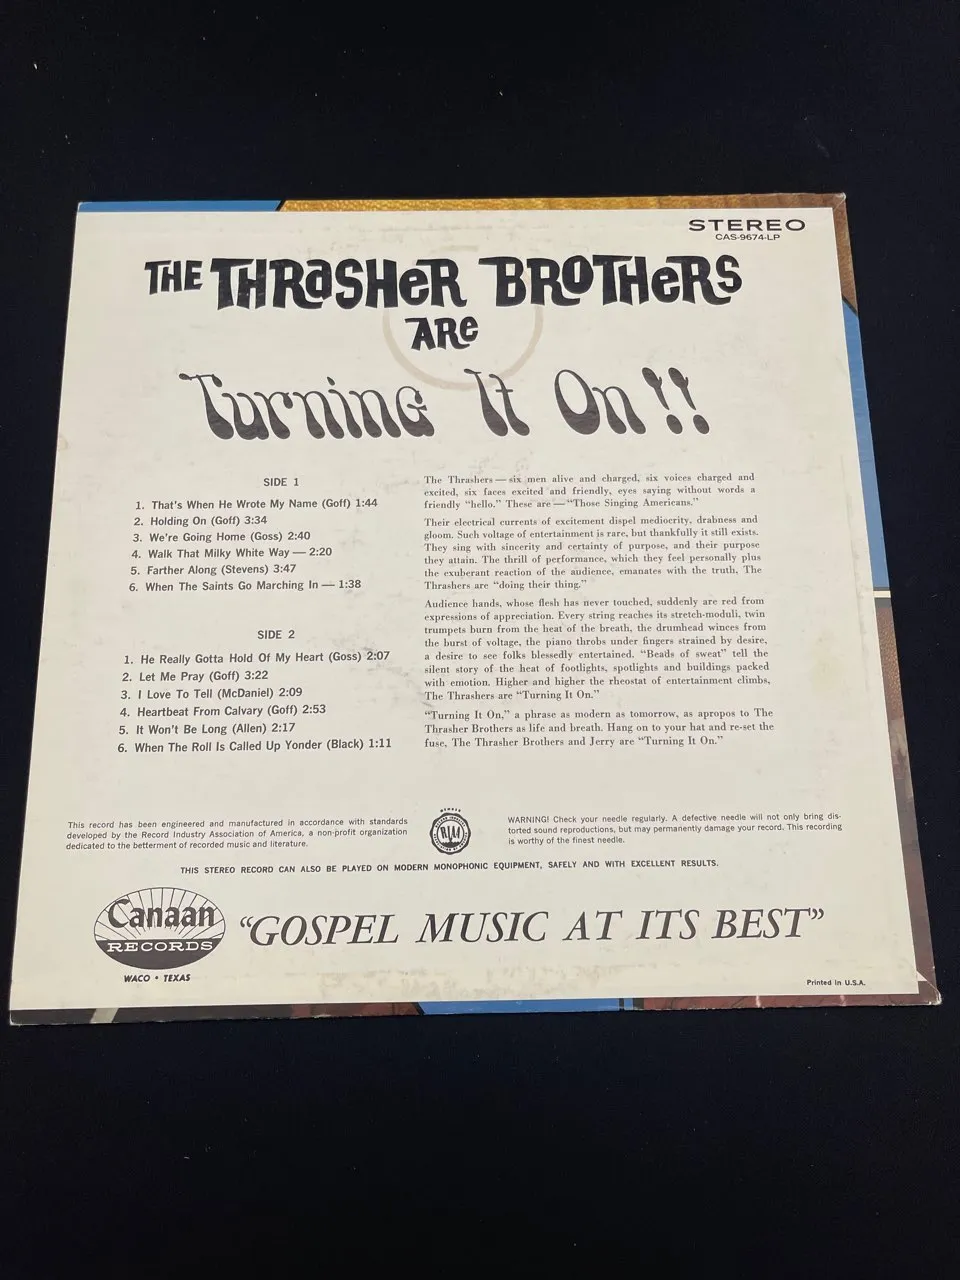 STEREO
CAS-9674-LP
THE THRASHER BROTHERS
ARE
Turning It On!!
SIDE 1
1. That's When He Wrote My Name (Goff) 1:44
2. Holding On (Goff) 3:34
3. We're Going Home (Goss) 2:40
4. Walk That Milky White Way — 2:20
5. Farther Along (Stevens) 3:47
6. When The Saints Go Marching In — 1:38
SIDE 2
1. He Really Gotta Hold Of My Heart (Goss) 2:07
2. Let Me Pray (Goff) 3:22
3. I Love To Tell (McDaniel) 2:09
4. Heartbeat From Calvary (Goff) 2:53
5. It Won't Be Long (Allen) 2:17
6. When The Roll Is Called Up Yonder (Black) 1:11
The Thrashers — six men alive and charged, six voices charged and
excited, six faces excited and friendly, eyes saying without words a
friendly "hello." These are — "Those Singing Americans."
Their electrical currents of excitement dispel mediocrity, drabness and
gloom. Such voltage of entertainment is rare, but thankfully it still exists.
They sing with sincerity and certainty of purpose, and their purpose
they attain. The thrill of performance, which they feel personally plus
the exuberant reaction of the audience, emanates with the truth, The
Thrashers are "doing their thing."
Audience hands, whose flesh has never touched, suddenly are red from
expressions of appreciation. Every string reaches its stretch-moduli, twin
trumpets burn from the heat of the breath, the drumhead winces from
the burst of voltage, the piano throbs under fingers strained by desire,
a desire to see folks blessedly entertained. "Beads of sweat" tell the
silent story of the heat of footlights, spotlights and buildings packed
with emotion. Higher and higher the rheostat of entertainment climbs,
The Thrashers are "Turning It On."
"Turning It On," a phrase as modern as tomorrow, as apropos to The
Thrasher Brothers as life and breath. Hang on to your hat and re-set the
fuse, The Thrasher Brothers and Jerry are "Turning It On."
This record has been engineered and manufactured in accordance with standards
developed by the Record Industry Association of America, a non-profit organization
dedicated to the betterment of recorded music and literature.
MEMBER
RIAA
WARNING! Check your needle regularly. A defective needle will not only bring dis-
torted sound reproductions, but may permanently damage your record. This recording
is worthy of the finest needle.
THIS STEREO RECORD CAN ALSO BE PLAYED ON MODERN MONOPHONIC EQUIPMENT, SAFELY AND WITH EXCELLENT RESULTS.
Canaan
RECORDS
WACO • TEXAS
"GOSPEL MUSIC AT ITS BEST"
Printed in U.S.A.